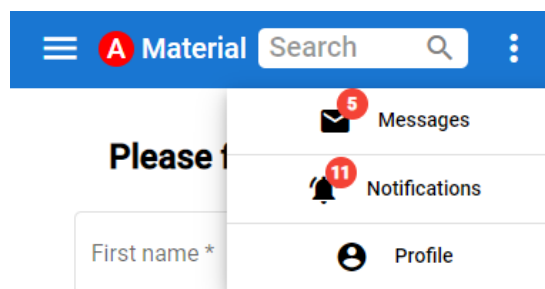 A Material Search
5
Messages
Please f
11
Notifications
First name *
Profile